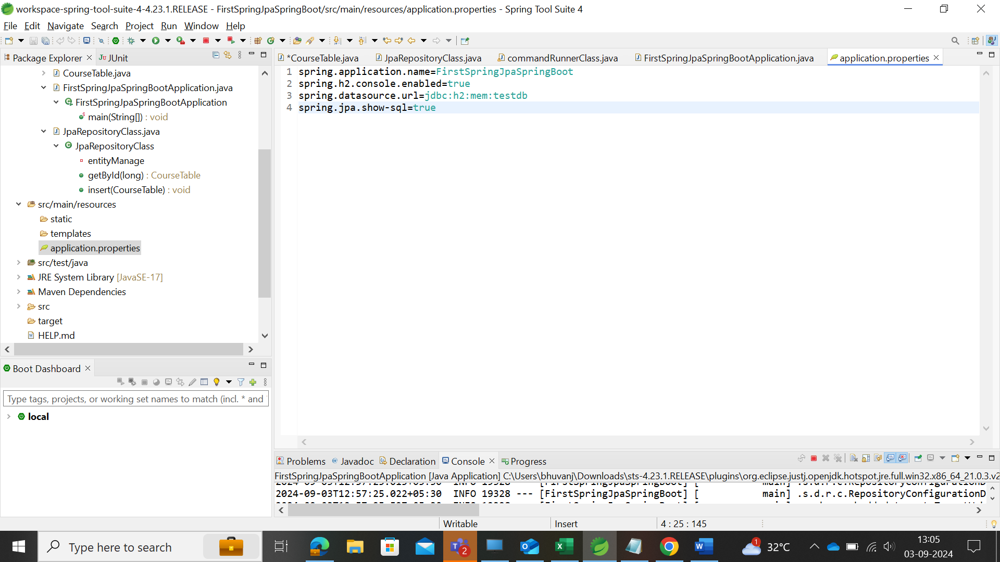 workspace-spring-tool-suite-4-4.23.1.RELEASE - FirstSpringJpaSpringBoot/src/main/resources/application.properties - Spring Tool Suite 4
File Edit Navigate Search Project Run Window Help
Package Explorer JUnit
CourseTable.java
FirstSpringJpaSpringBootApplication.java
FirstSpringJpaSpringBootApplication
main(String[]) : void
JpaRepositoryClass.java
JpaRepositoryClass
entityManage
getById(long) : CourseTable
insert(CourseTable) : void
src/main/resources
static
templates
application.properties
src/test/java
JRE System Library [JavaSE-17]
Maven Dependencies
src
target
HELP.md
Boot Dashboard
Type tags, projects, or working set names to match (incl. * and
local
*CourseTable.java JpaRepositoryClass.java commandRunnerClass.java FirstSpringJpaSpringBootApplication.java application.properties
1 spring.application.name=FirstSpringJpaSpringBoot
2 spring.h2.console.enabled=true
3 spring.datasource.url=jdbc:h2:mem:testdb
4 spring.jpa.show-sql=true
Problems Javadoc Declaration Console Progress
FirstSpringJpaSpringBootApplication [Java Application] C:\Users\bhuvanj\Downloads\sts-4.23.1.RELEASE\plugins\org.eclipse.justj.openjdk.hotspot.jre.full.win32.x86_64_21.0.3.v2
2024-09-03T12:57:25.022+05:30 INFO 19328 --- [FirstSpringJpaSpringBoot] [ main] .s.d.r.c.RepositoryConfigurationD
Writable Insert 4 : 25 : 145
Type here to search
2
1
32°C
13:05
03-09-2024